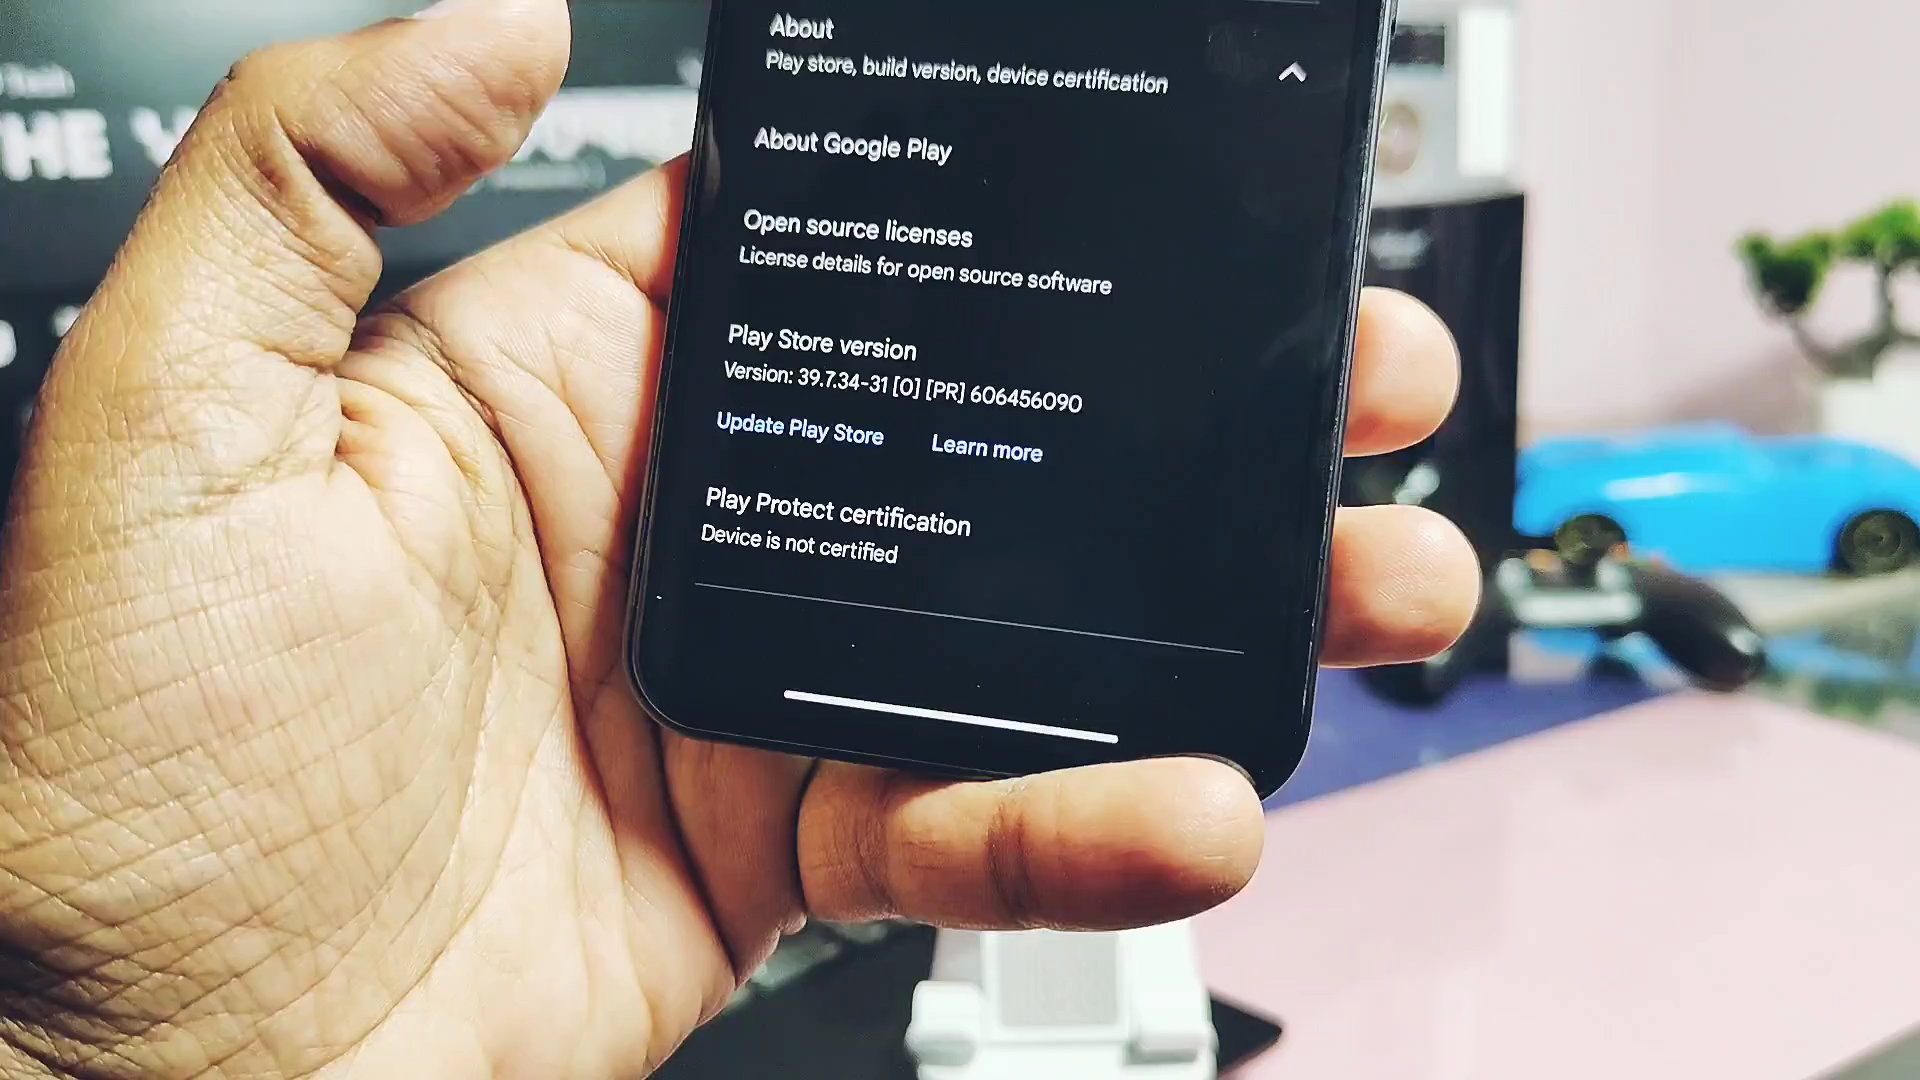 About
Play store, build version, device certification
About Google Play
Open source licenses
License details for open source software
Play Store version
Version: 39.7.34-31 [0] [PR] 606456090
Update Play Store Learn more
Play Protect certification
Device is not certified
THE